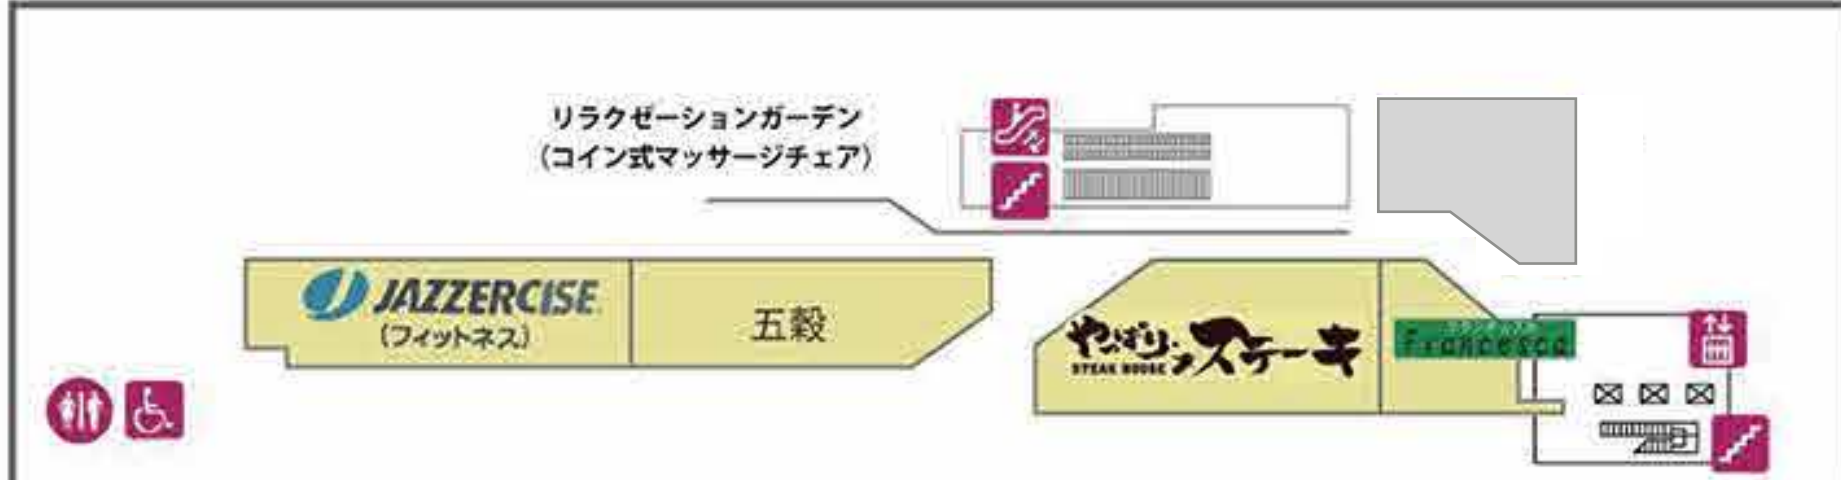 リラクゼーションガーデン
(コイン式マッサージチェア)
JAZZERCISE
(フィットネス)
五穀
やっぱりステーキ
STEAK HOUSE
francesca